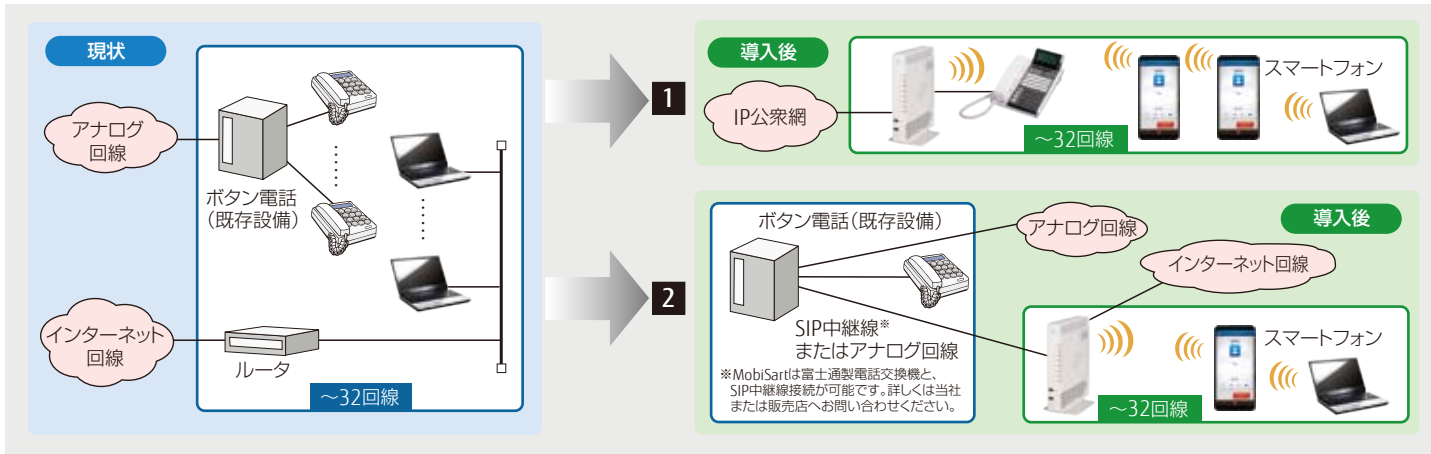 現状
アナログ
回線
ボタン電話
（既存設備）
インターネット
回線
ルータ
～32回線
1
導入後
IP公衆網
スマートフォン
～32回線
2
導入後
ボタン電話（既存設備）
アナログ回線
インターネット回線
SIP中継線※
またはアナログ回線
※MobiSartは富士通製電話交換機と、
SIP中継線接続が可能です。詳しくは当社
または販売店へお問い合わせください。
スマートフォン
～32回線